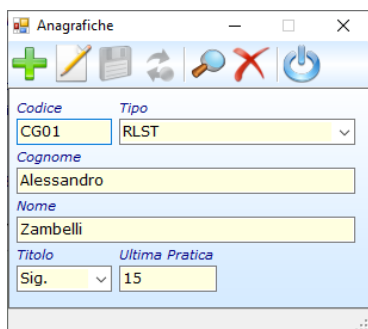 Anagrafiche
Codice Tipo
CG01 RLST
Cognome
Alessandro
Nome
Zambelli
Titolo Ultima Pratica
Sig. 15